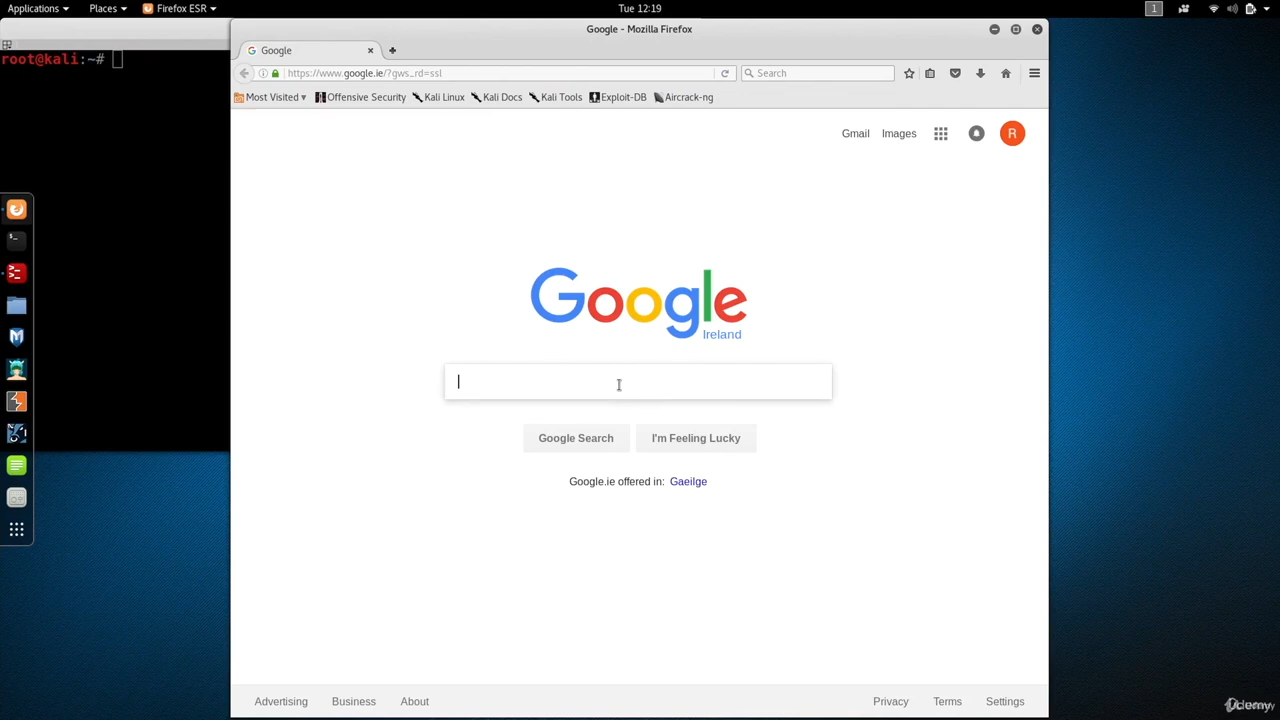 Applications Places Firefox ESR Tue 12:19 1
Google - Mozilla Firefox
Google
root@kali:~#
https://www.google.ie/?gws_rd=ssl Search
Most Visited Offensive Security Kali Linux Kali Docs Kali Tools Exploit-DB Aircrack-ng
Gmail Images R
Google
Ireland
Google Search I'm Feeling Lucky
Google.ie offered in: Gaeilge
Advertising Business About Privacy Terms Settings
Udemy